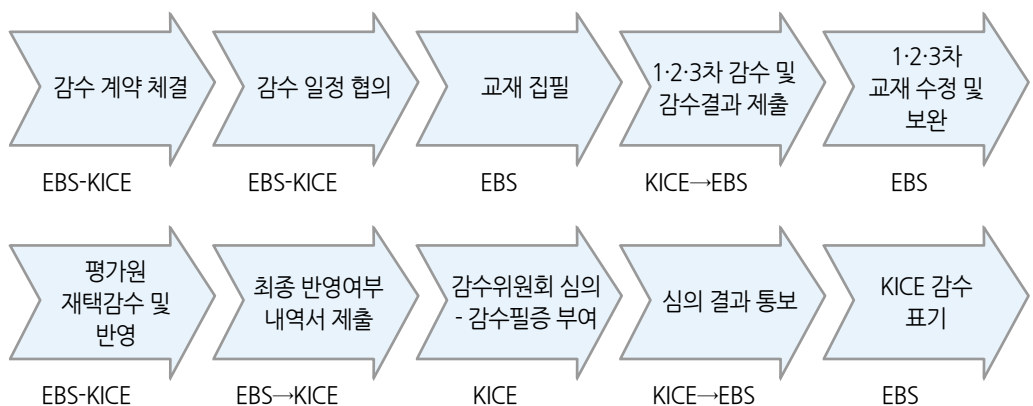 감수 계약 체결
감수 일정 협의
교재 집필
1·2·3차 감수 및
감수결과 제출
1·2·3차
교재 수정 및
보완
EBS-KICE
EBS-KICE
EBS
KICE→EBS
EBS
평가원
재택감수 및
반영
최종 반영여부
내역서 제출
감수위원회 심의
- 감수필증 부여
심의 결과 통보
KICE 감수
표기
EBS-KICE
EBS→KICE
KICE
KICE→EBS
EBS